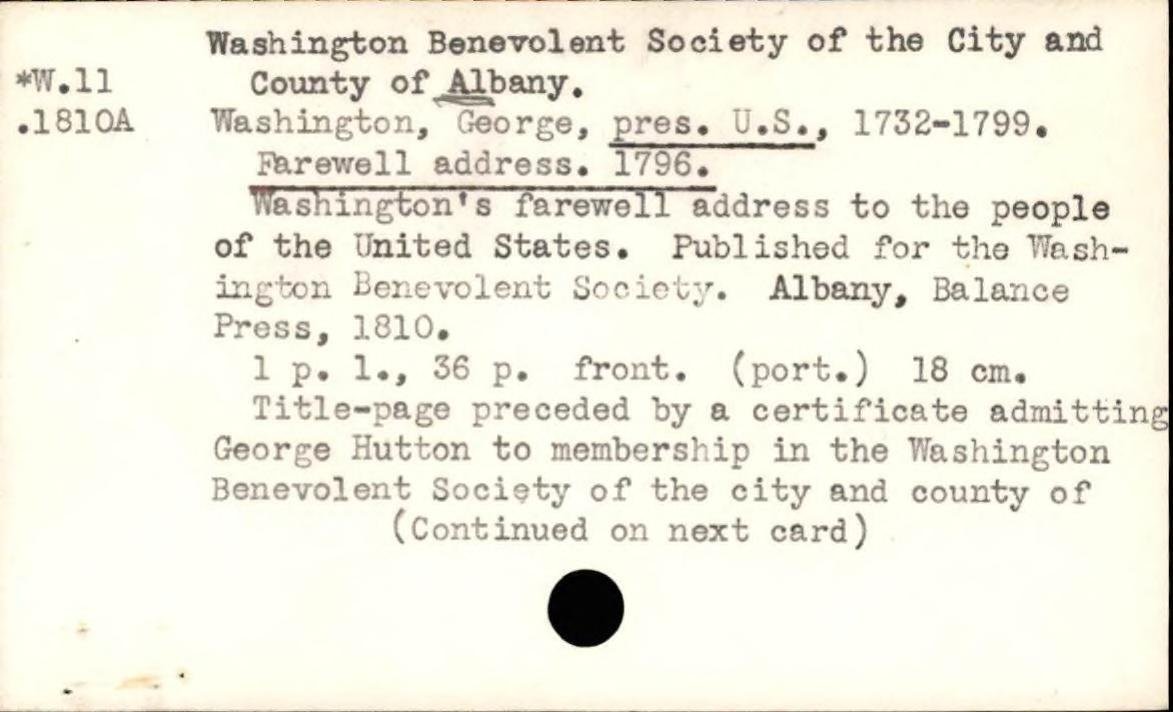 Washington Benevolent Society of the City and
*W.11 County of Albany.
.1810A Washington, George, pres. U.S., 1732-1799.
Farewell address. 1796.
Washington's farewell address to the people
of the United States. Published for the Wash-
ington Benevolent Society. Albany, Balance
Press, 1810.
1 p. l., 36 p. front. (port.) 18 cm.
Title-page preceded by a certificate admitting
George Hutton to membership in the Washington
Benevolent Society of the city and county of
(Continued on next card)